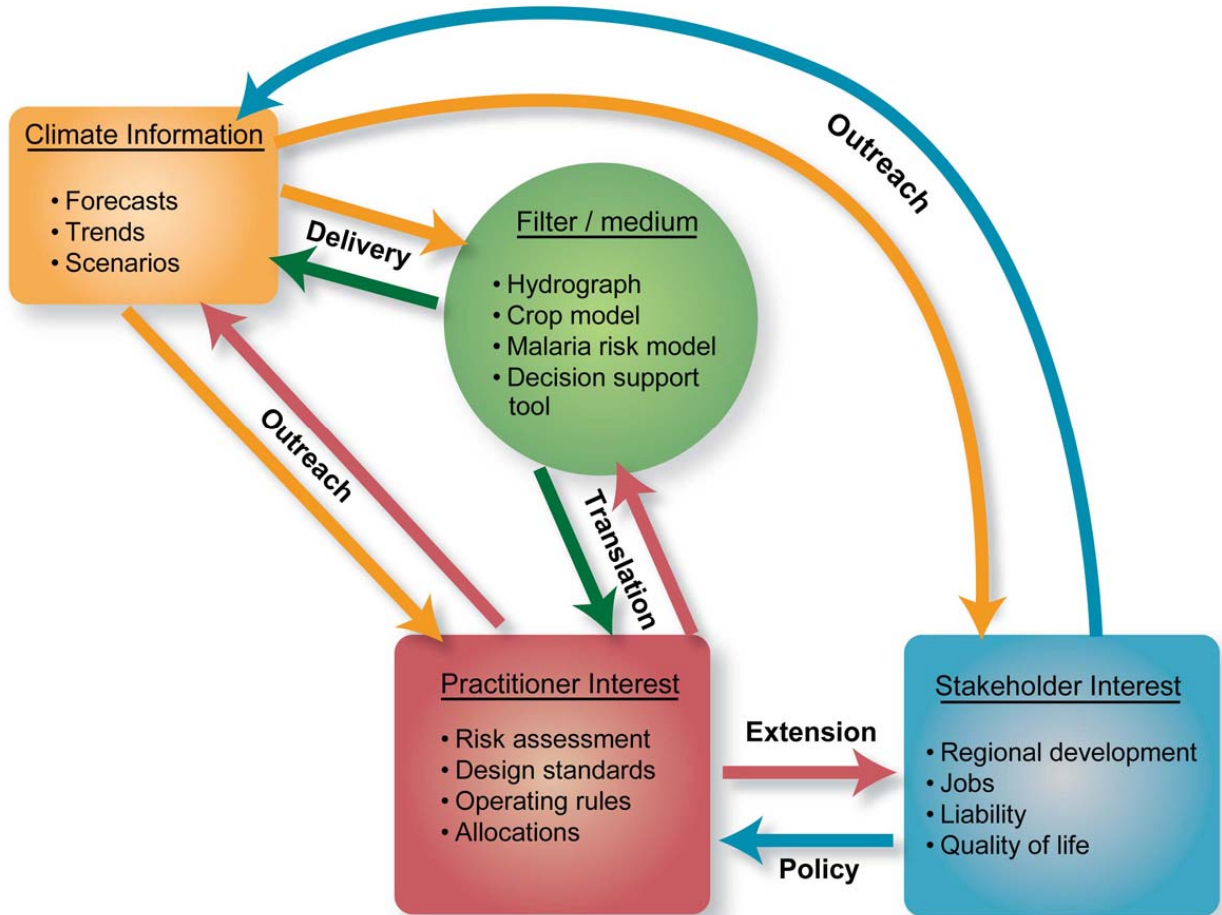 Climate Information
• Forecasts
• Trends
• Scenarios
Delivery
Filter / medium
• Hydrograph
• Crop model
• Malaria risk model
• Decision support
tool
Outreach
Outreach
Translation
Practitioner Interest
• Risk assessment
• Design standards
• Operating rules
• Allocations
Extension
Policy
Stakeholder Interest
• Regional development
• Jobs
• Liability
• Quality of life